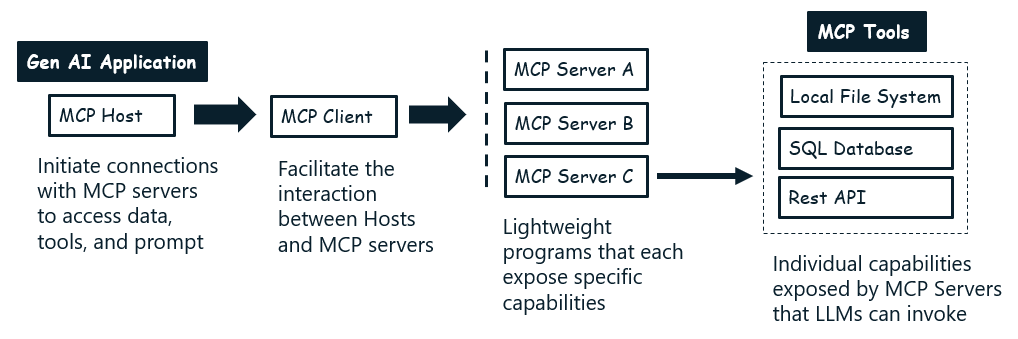 Gen AI Application
MCP Host
Initiate connections
with MCP servers
to access data,
tools, and prompt
MCP Client
Facilitate the
interaction
between Hosts
and MCP servers
MCP Server A
MCP Server B
MCP Server C
Lightweight
programs that each
expose specific
capabilities
MCP Tools
Local File System
SQL Database
Rest API
Individual capabilities
exposed by MCP Servers
that LLMs can invoke